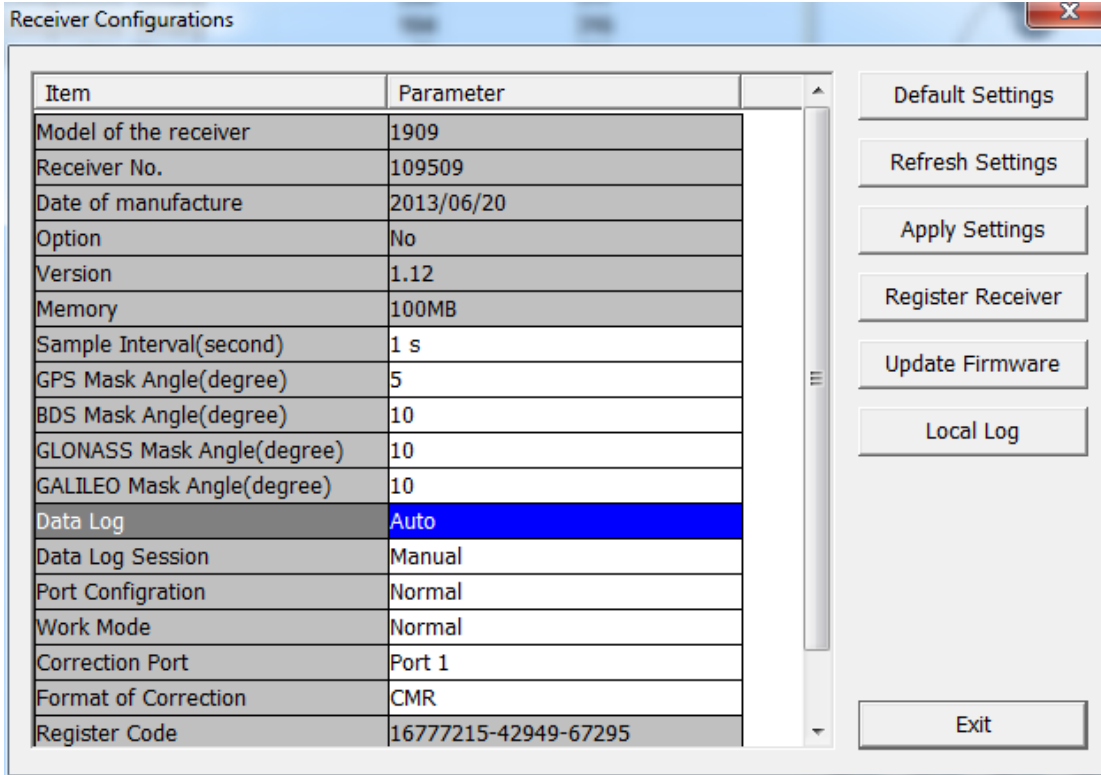 Receiver Configurations
X
Item Parameter
Model of the receiver 1909
Receiver No. 109509
Date of manufacture 2013/06/20
Option No
Version 1.12
Memory 100MB
Sample Interval(second) 1 s
GPS Mask Angle(degree) 5
BDS Mask Angle(degree) 10
GLONASS Mask Angle(degree) 10
GALILEO Mask Angle(degree) 10
Data Log Auto
Data Log Session Manual
Port Configration Normal
Work Mode Normal
Correction Port Port 1
Format of Correction CMR
Register Code 16777215-42949-67295
Default Settings
Refresh Settings
Apply Settings
Register Receiver
Update Firmware
Local Log
Exit